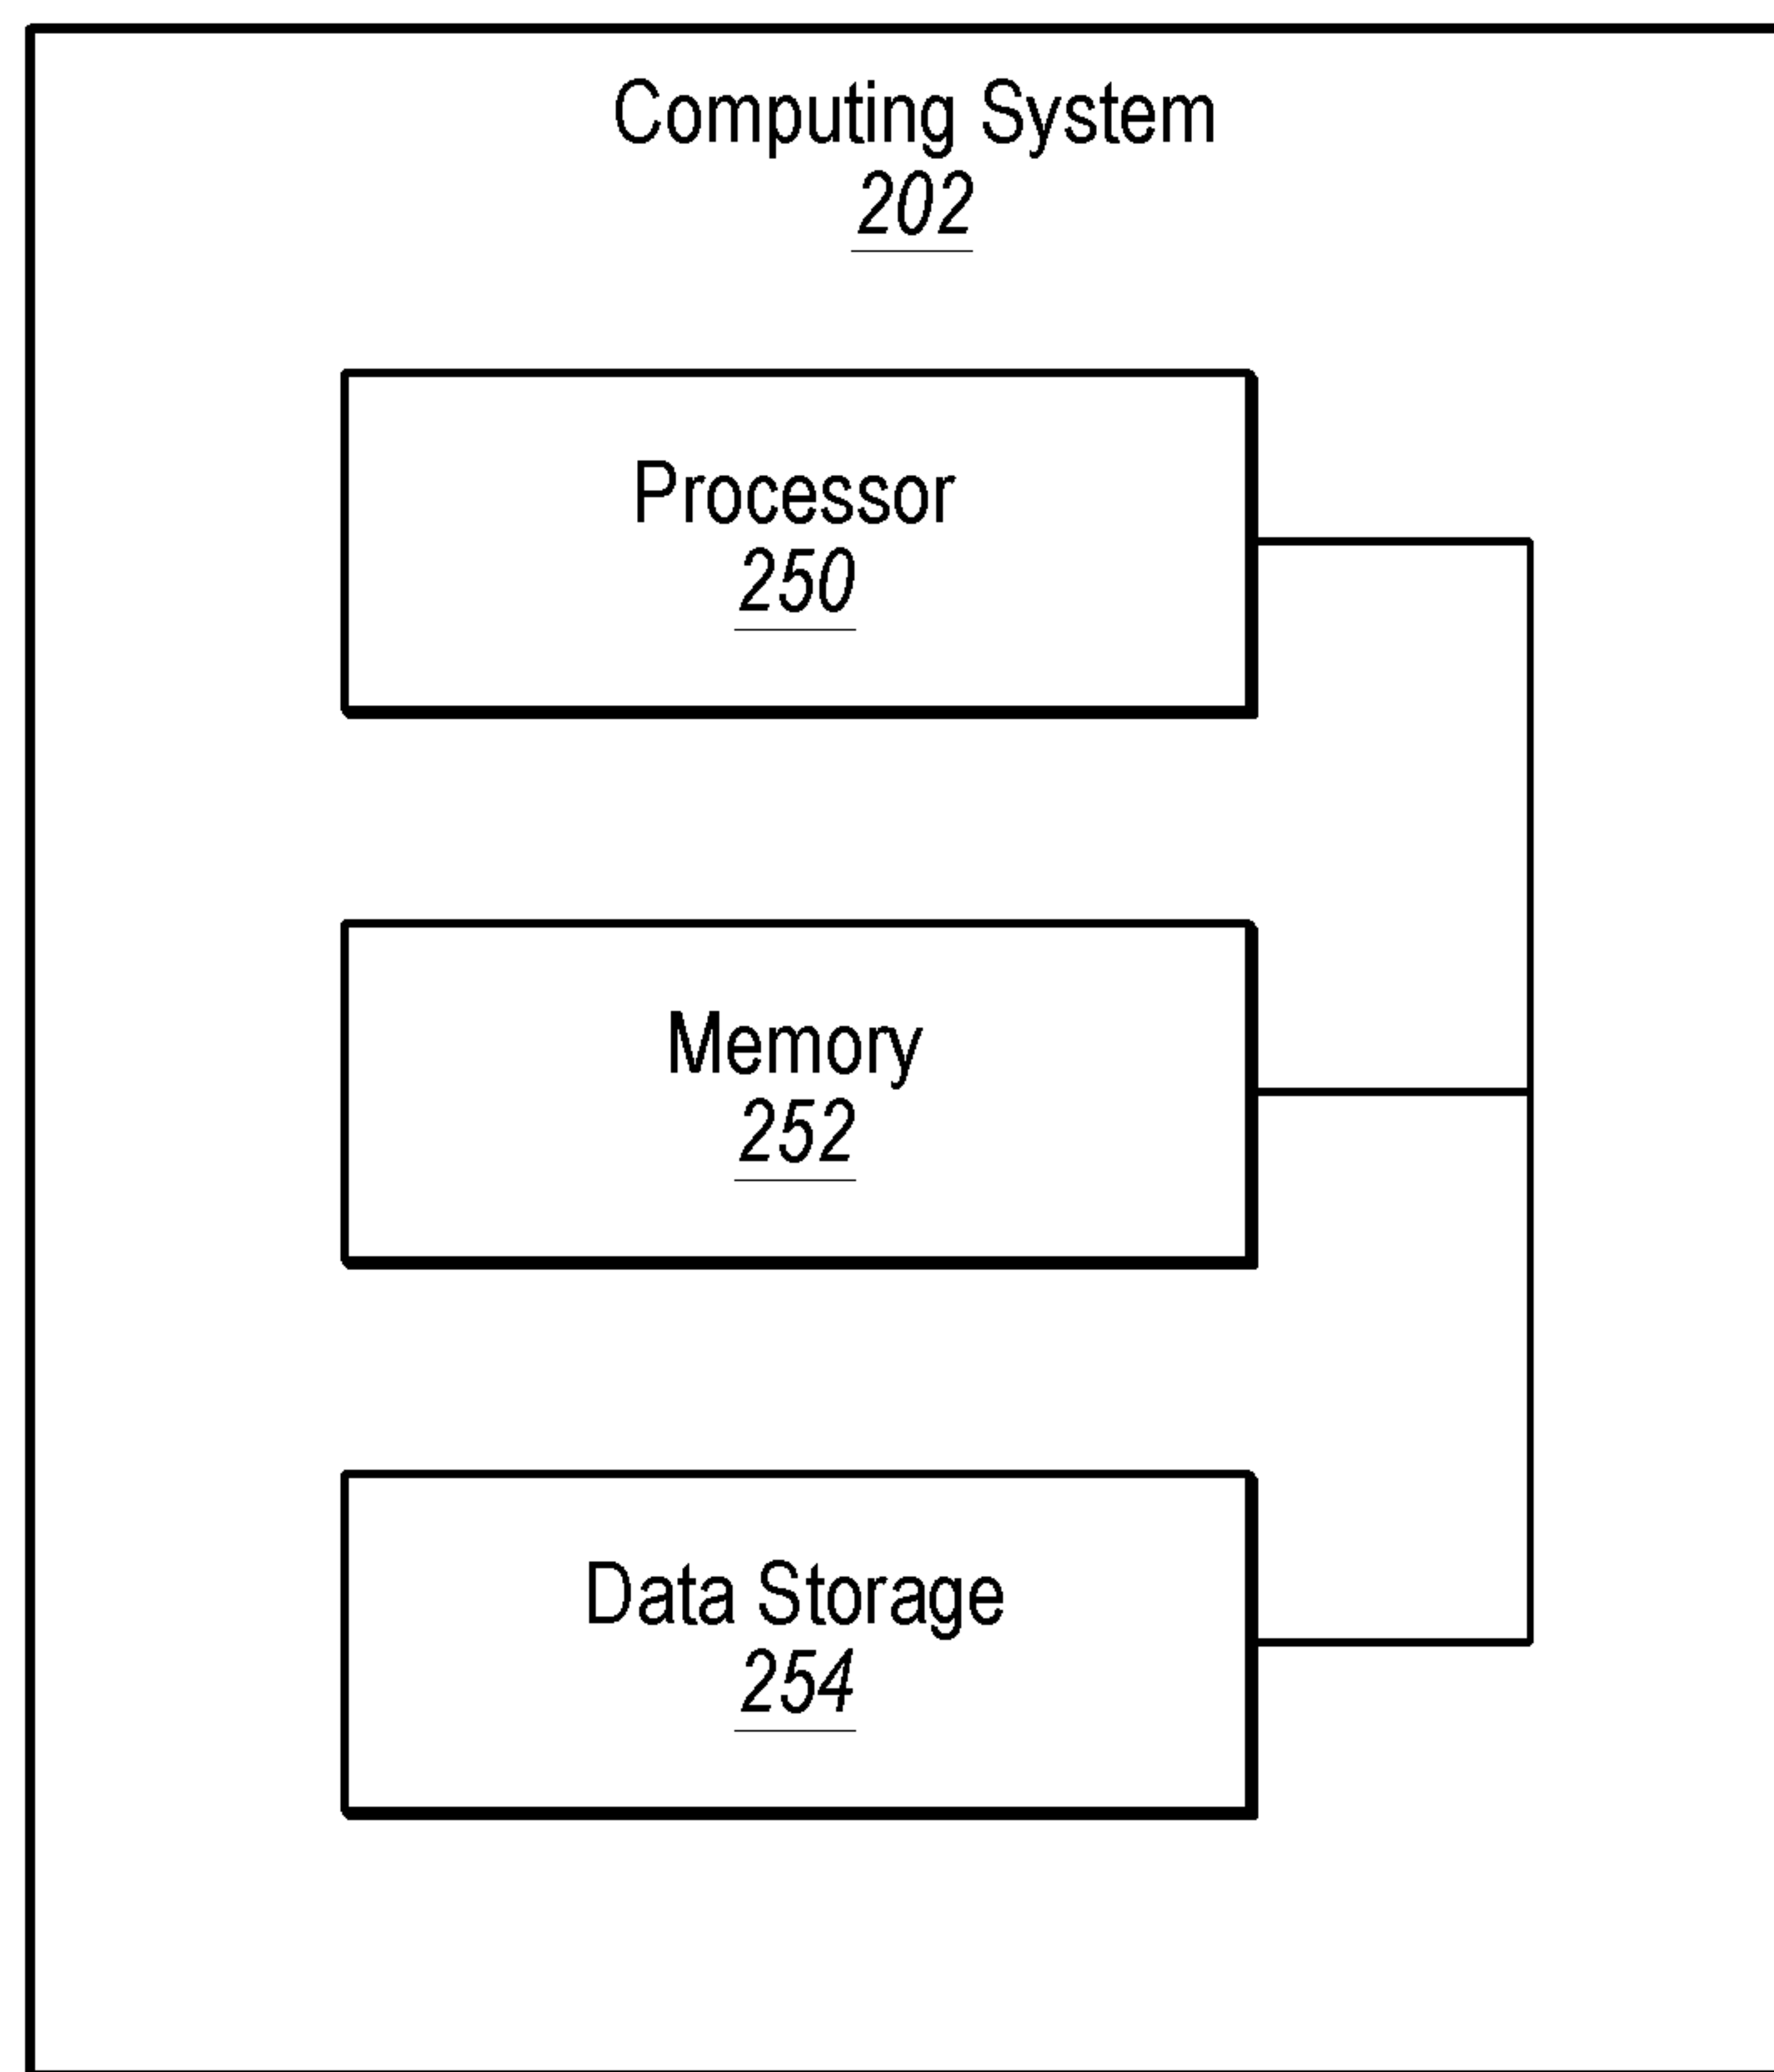 Computing System
202
Processor
250
Memory
252
Data Storage
254